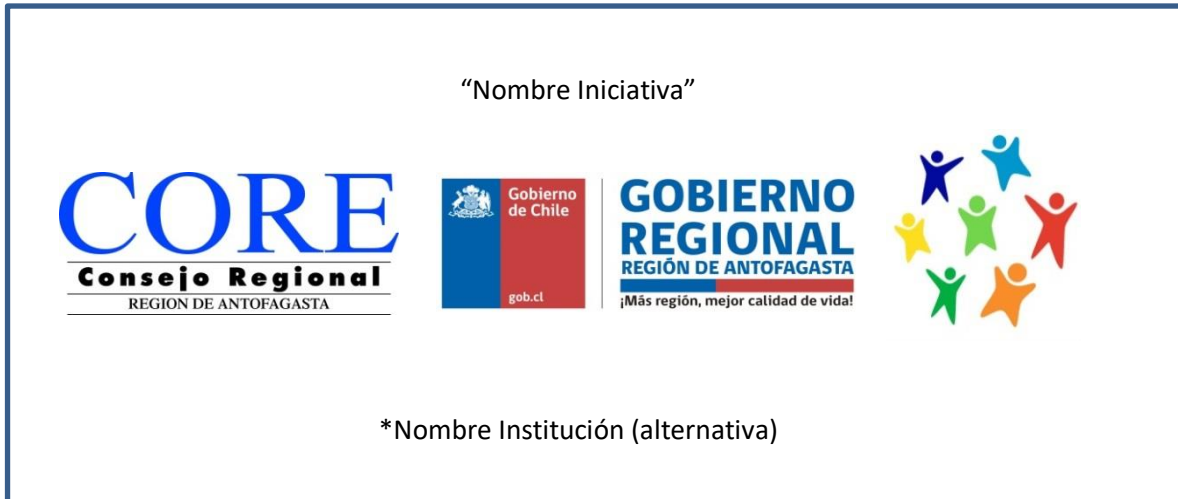 “Nombre Iniciativa”
CORE
Consejo Regional
REGION DE ANTOFAGASTA
Gobierno
de Chile
gob.cl
GOBIERNO
REGIONAL
REGIÓN DE ANTOFAGASTA
¡Más región, mejor calidad de vida!
*Nombre Institución (alternativa)